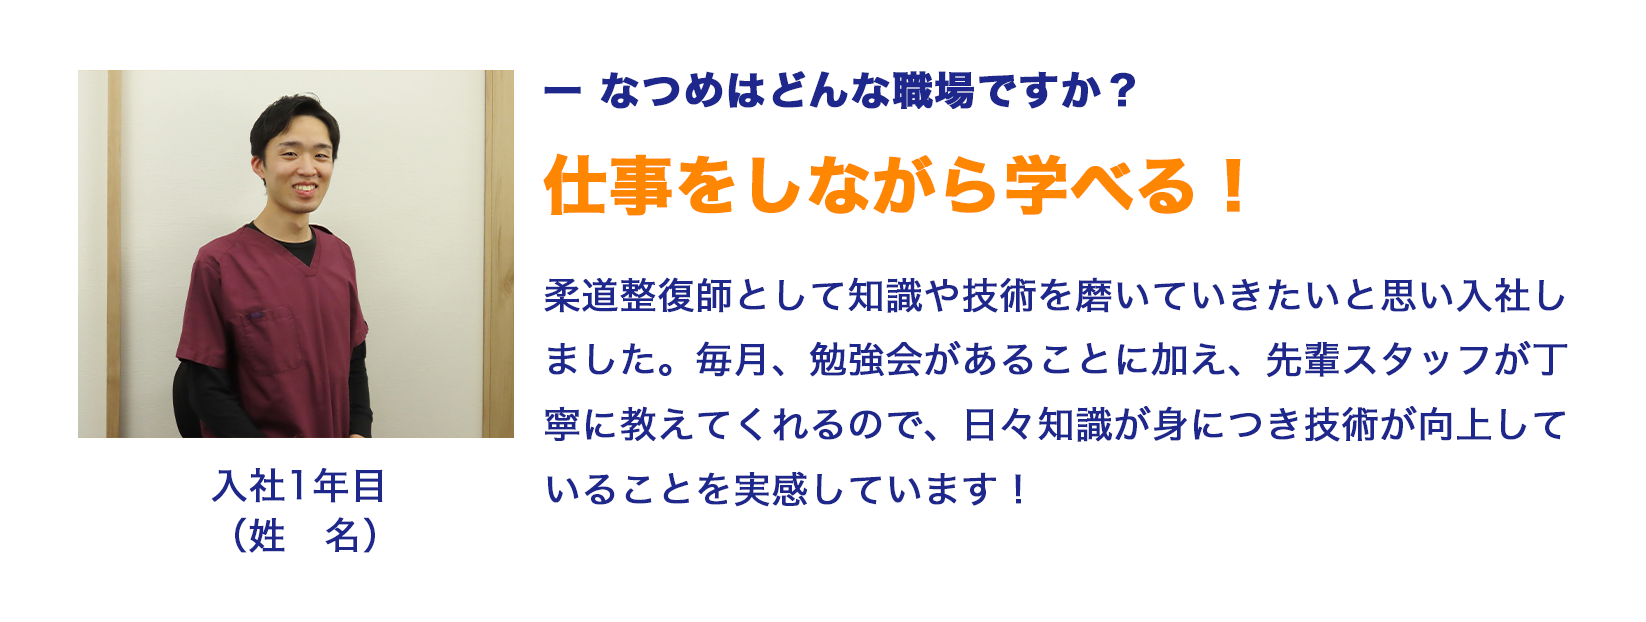 ー なつめはどんな職場ですか？
仕事をしながら学べる！
柔道整復師として知識や技術を磨いていきたいと思い入社し
ました。毎月、勉強会があることに加え、先輩スタッフが丁
寧に教えてくれるので、日々知識が身につき技術が向上して
いることを実感しています！
入社1年目
（姓　名）